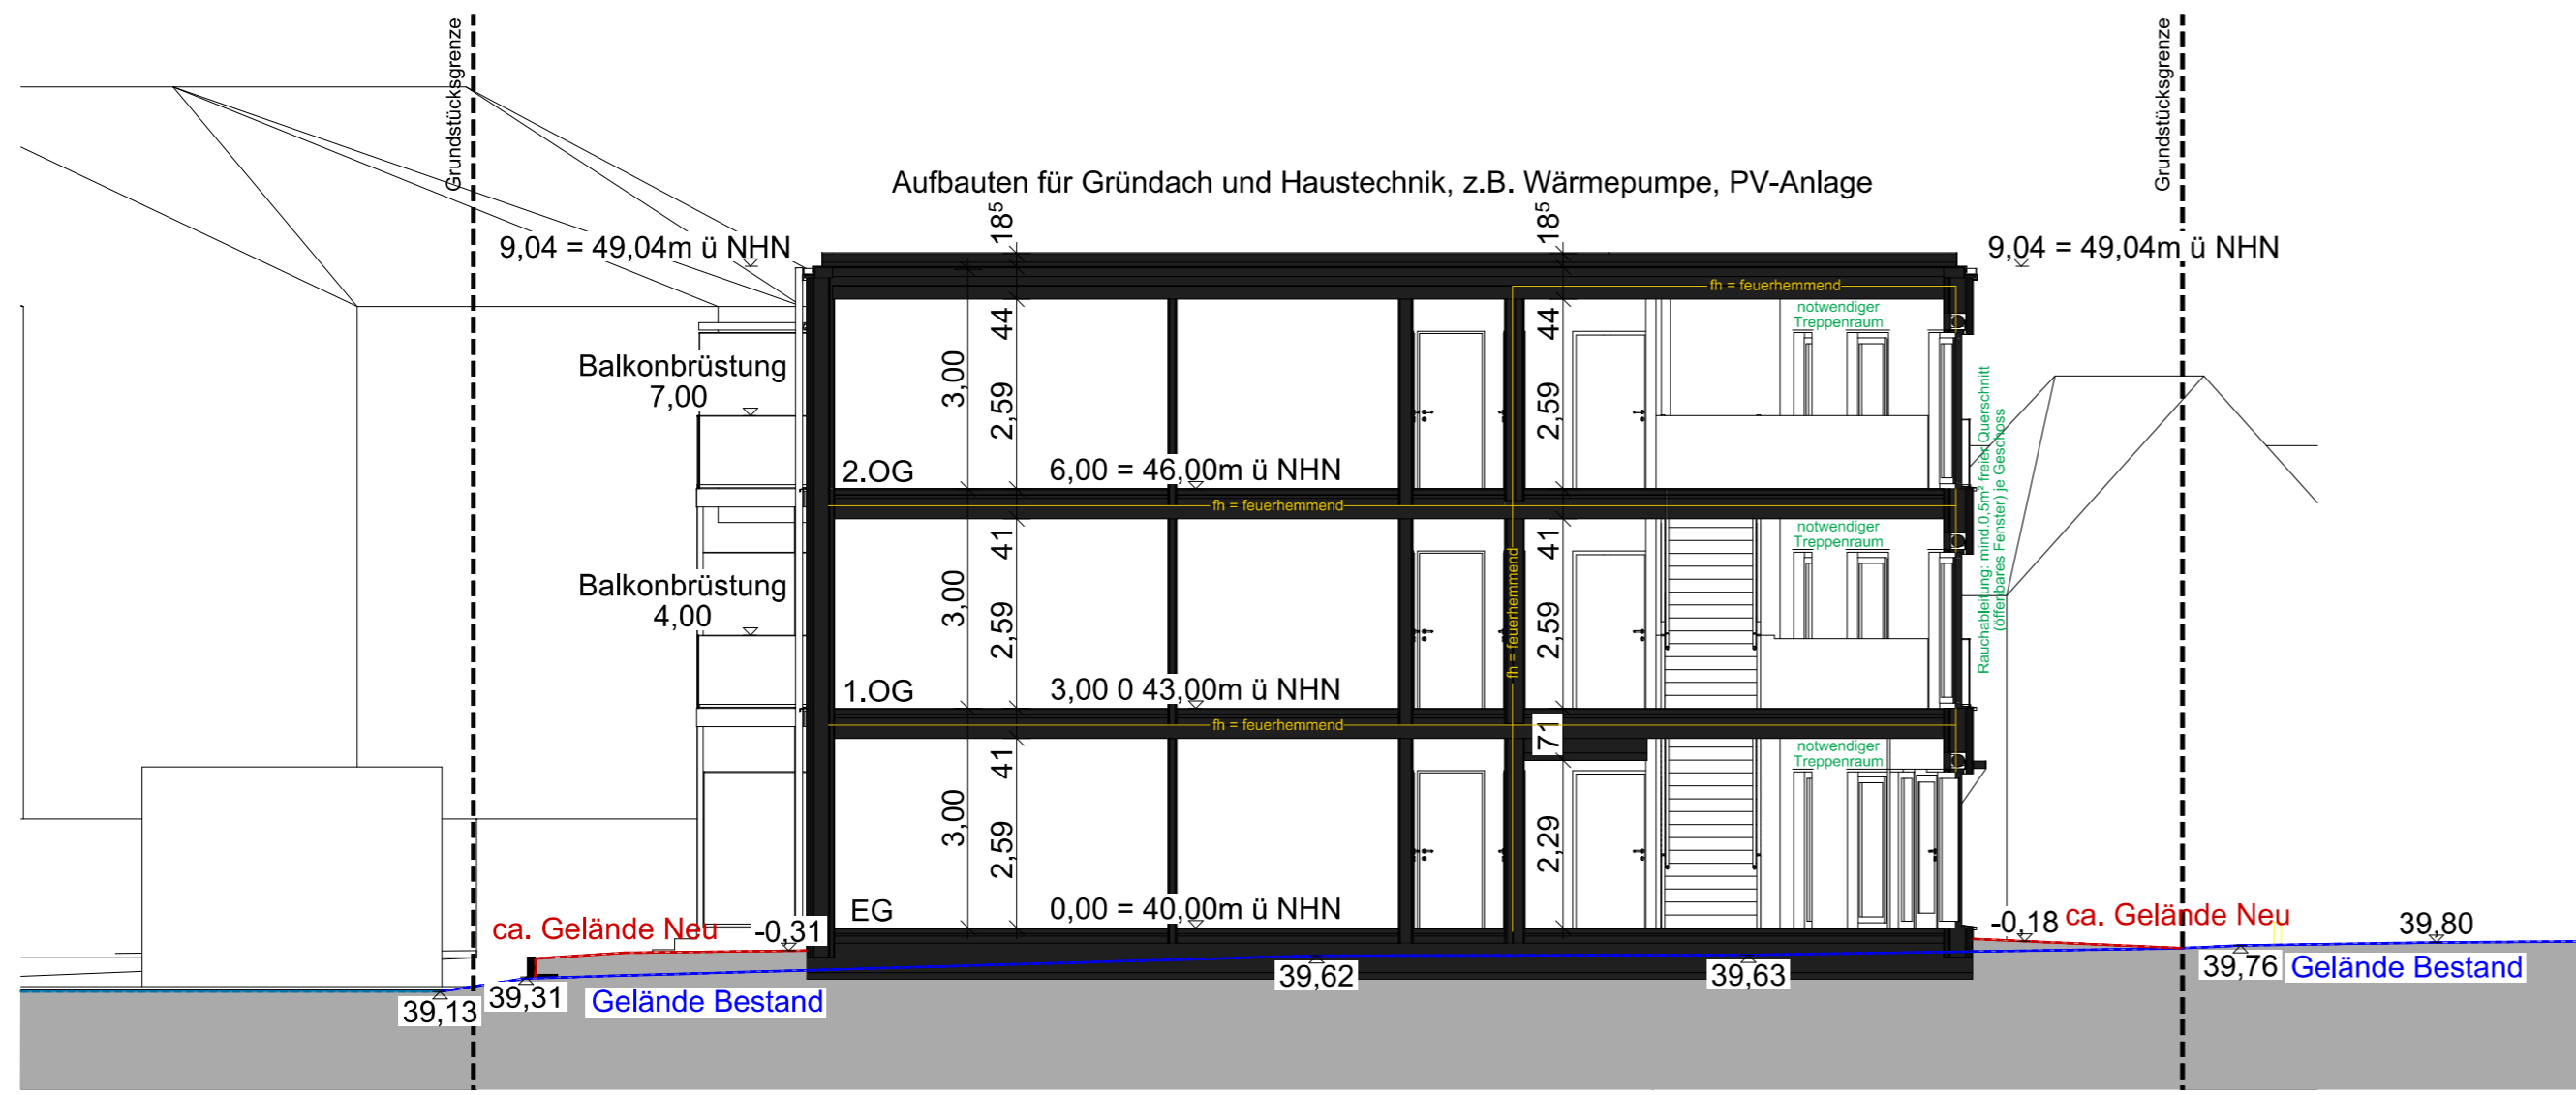 Grundstücksgrenze
Grundstücksgrenze
Aufbauten für Gründach und Haustechnik, z.B. Wärmepumpe, PV-Anlage
18⁵
18⁵
9,04 = 49,04m ü NHN
9,04 = 49,04m ü NHN
fh = feuerhemmend
notwendiger
Treppenraum
44
44
Balkonbrüstung
7,00
3,00
2,59
2,59
Rauchableitung: mind.0,5m² freier Querschnitt
(öffenbares Fenster) je Geschoss
2.OG
6,00 = 46,00m ü NHN
fh = feuerhemmend
notwendiger
Treppenraum
41
41
Balkonbrüstung
4,00
3,00
2,59
2,59
fh = feuerhemmend
1.OG
3,00 0 43,00m ü NHN
fh = feuerhemmend
notwendiger
Treppenraum
41
71
3,00
2,59
2,29
EG
0,00 = 40,00m ü NHN
ca. Gelände Neu
-0,31
-0,18
ca. Gelände Neu
39,80
39,13
39,31
Gelände Bestand
39,62
39,63
39,76
Gelände Bestand